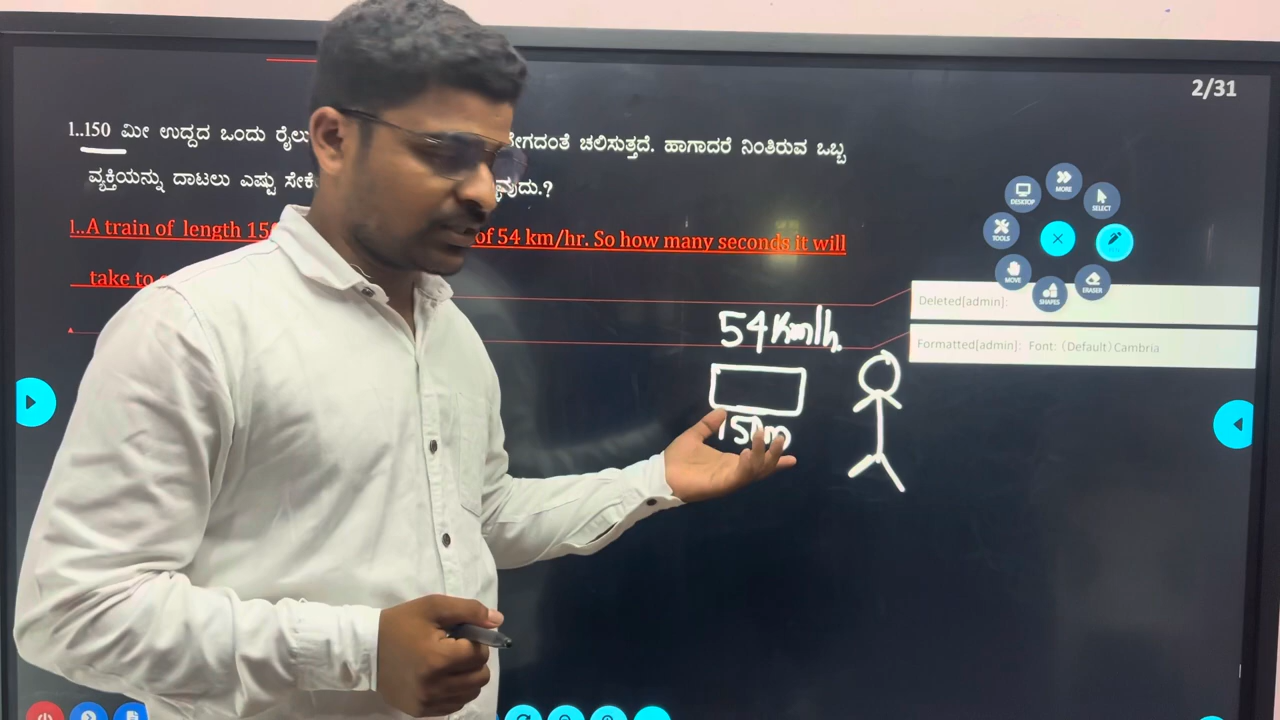 2/31
1..150 ಮೀ ಉದ್ದದ ಒಂದು ರೈಲು ವೇಗದಂತೆ ಚಲಿಸುತ್ತದೆ. ಹಾಗಾದರೆ ನಿಂತಿರುವ ಒಬ್ಬ
ವ್ಯಕ್ತಿಯನ್ನು ದಾಟಲು ಎಷ್ಟು
1..A train of length of 54 km/hr. So how many seconds it will
take to
54 Km/h.
150m
MORE
DESKTOP
SELECT
TOOLS
MOVE
SHAPES
ERASER
Deleted[admin]:
Formatted[admin]: Font: (Default) Cambria